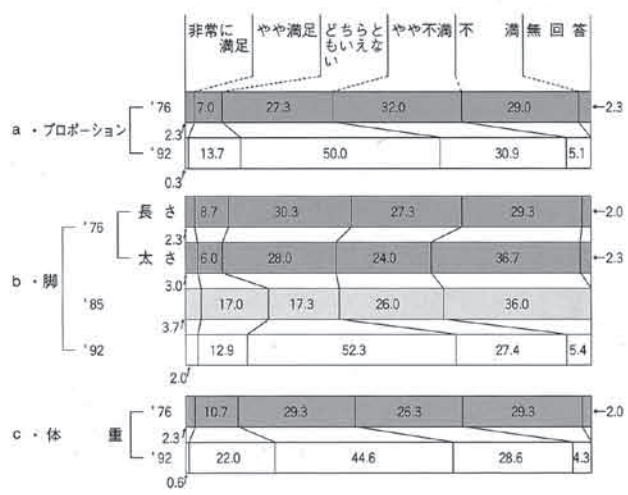 非常に満足 やや満足 どちらともいえない やや不満 不満 無回答
a・プロポーション
'76 7.0 27.3 32.0 29.0 ←2.3
2.3
'92 13.7 50.0 30.9 5.1
0.3
b・脚
'76
長さ 8.7 30.3 27.3 29.3 ←2.0
2.3
太さ 6.0 28.0 24.0 36.7 ←2.3
3.0
'85 17.0 17.3 26.0 36.0
3.7
'92 12.9 52.3 27.4 5.4
2.0
c・体重
'76 10.7 29.3 26.3 29.3 ←2.0
2.3
'92 22.0 44.6 28.6 4.3
0.6